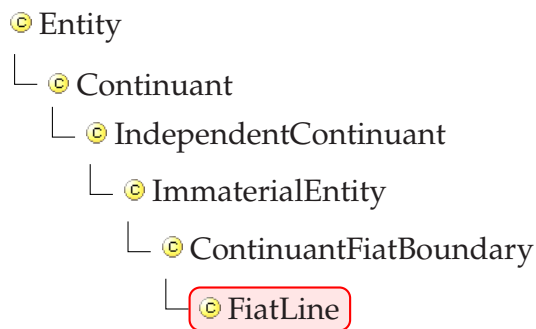 Entity
Continuant
IndependentContinuant
ImmaterialEntity
ContinuantFiatBoundary
FiatLine